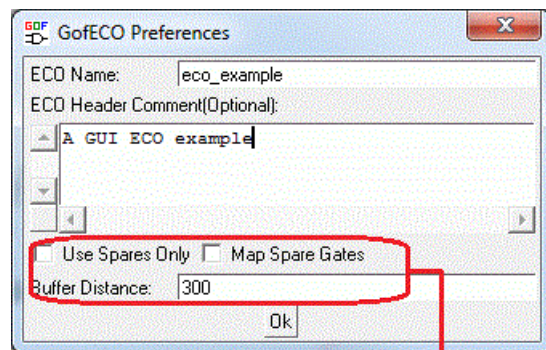 GOF GofECO Preferences
ECO Name: eco_example
ECO Header Comment(Optional):
A GUI ECO example
Use Spares Only Map Spare Gates
Buffer Distance: 300
Ok